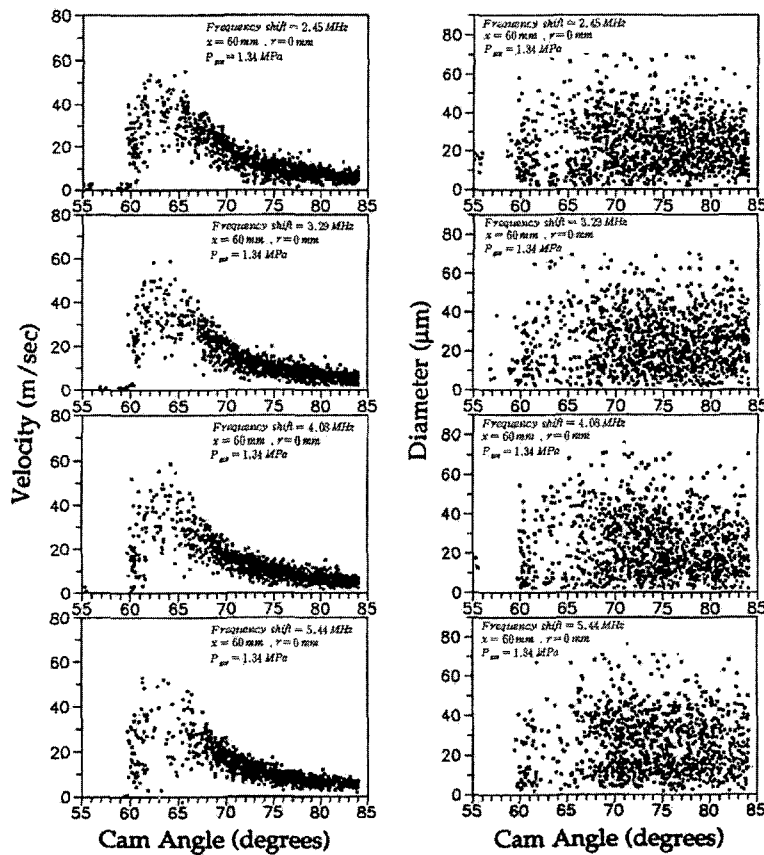 80
60
40
20
0
55 60 65 70 75 80 85
Frequency shift = 2.45 MHz
x = 60 mm , r = 0 mm
P = 1.34 MPa
80
60
40
20
0
55 60 65 70 75 80 85
Frequency shift = 2.45 MHz
x = 60 mm , r = 0 mm
P = 1.34 MPa
80
60
40
20
0
55 60 65 70 75 80 85
Frequency shift = 3.29 MHz
x = 60 mm , r = 0 mm
P = 1.34 MPa
80
60
40
20
0
55 60 65 70 75 80 85
Frequency shift = 3.29 MHz
x = 60 mm , r = 0 mm
P = 1.34 MPa
Velocity (m/sec)
Diameter (μm)
80
60
40
20
0
55 60 65 70 75 80 85
Frequency shift = 4.08 MHz
x = 60 mm , r = 0 mm
P = 1.34 MPa
80
60
40
20
0
55 60 65 70 75 80 85
Frequency shift = 4.08 MHz
x = 60 mm , r = 0 mm
P = 1.34 MPa
80
60
40
20
0
55 60 65 70 75 80 85
Frequency shift = 5.44 MHz
x = 60 mm , r = 0 mm
P = 1.34 MPa
80
60
40
20
0
55 60 65 70 75 80 85
Frequency shift = 5.44 MHz
x = 60 mm , r = 0 mm
P = 1.34 MPa
Cam Angle (degrees)
Cam Angle (degrees)